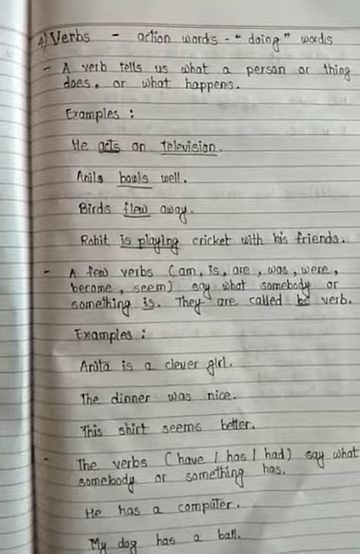 4) Verbs - action words - "doing" words
- A verb tells us what a person or thing
does, or what happens.
Examples :
He acts on television.
Anila bowls well.
Birds flew away.
Rohit is playing cricket with his friends.
- A few verbs (am, is, are, was, were,
become, seem) say what somebody or
something is. They are called be verb.
Examples :
Anita is a clever girl.
The dinner was nice.
This shirt seems better.
- The verbs (have / has / had) say what
somebody or something has.
He has a computer.
My dog has a ball.